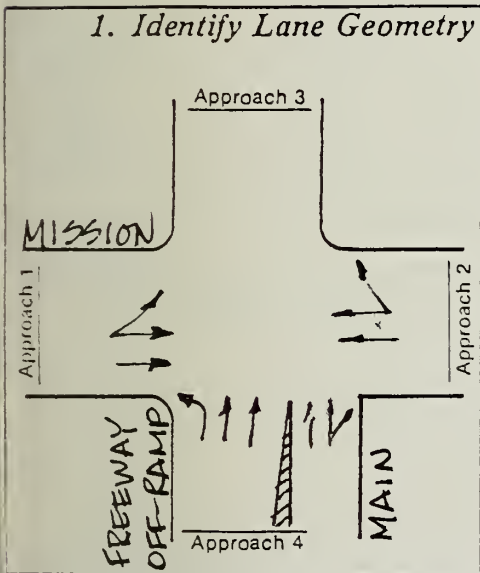 1. Identify Lane Geometry
Approach 3
MISSION
Approach 1
Approach 2
FREEWAY
OFF-RAMP
MAIN
Approach 4